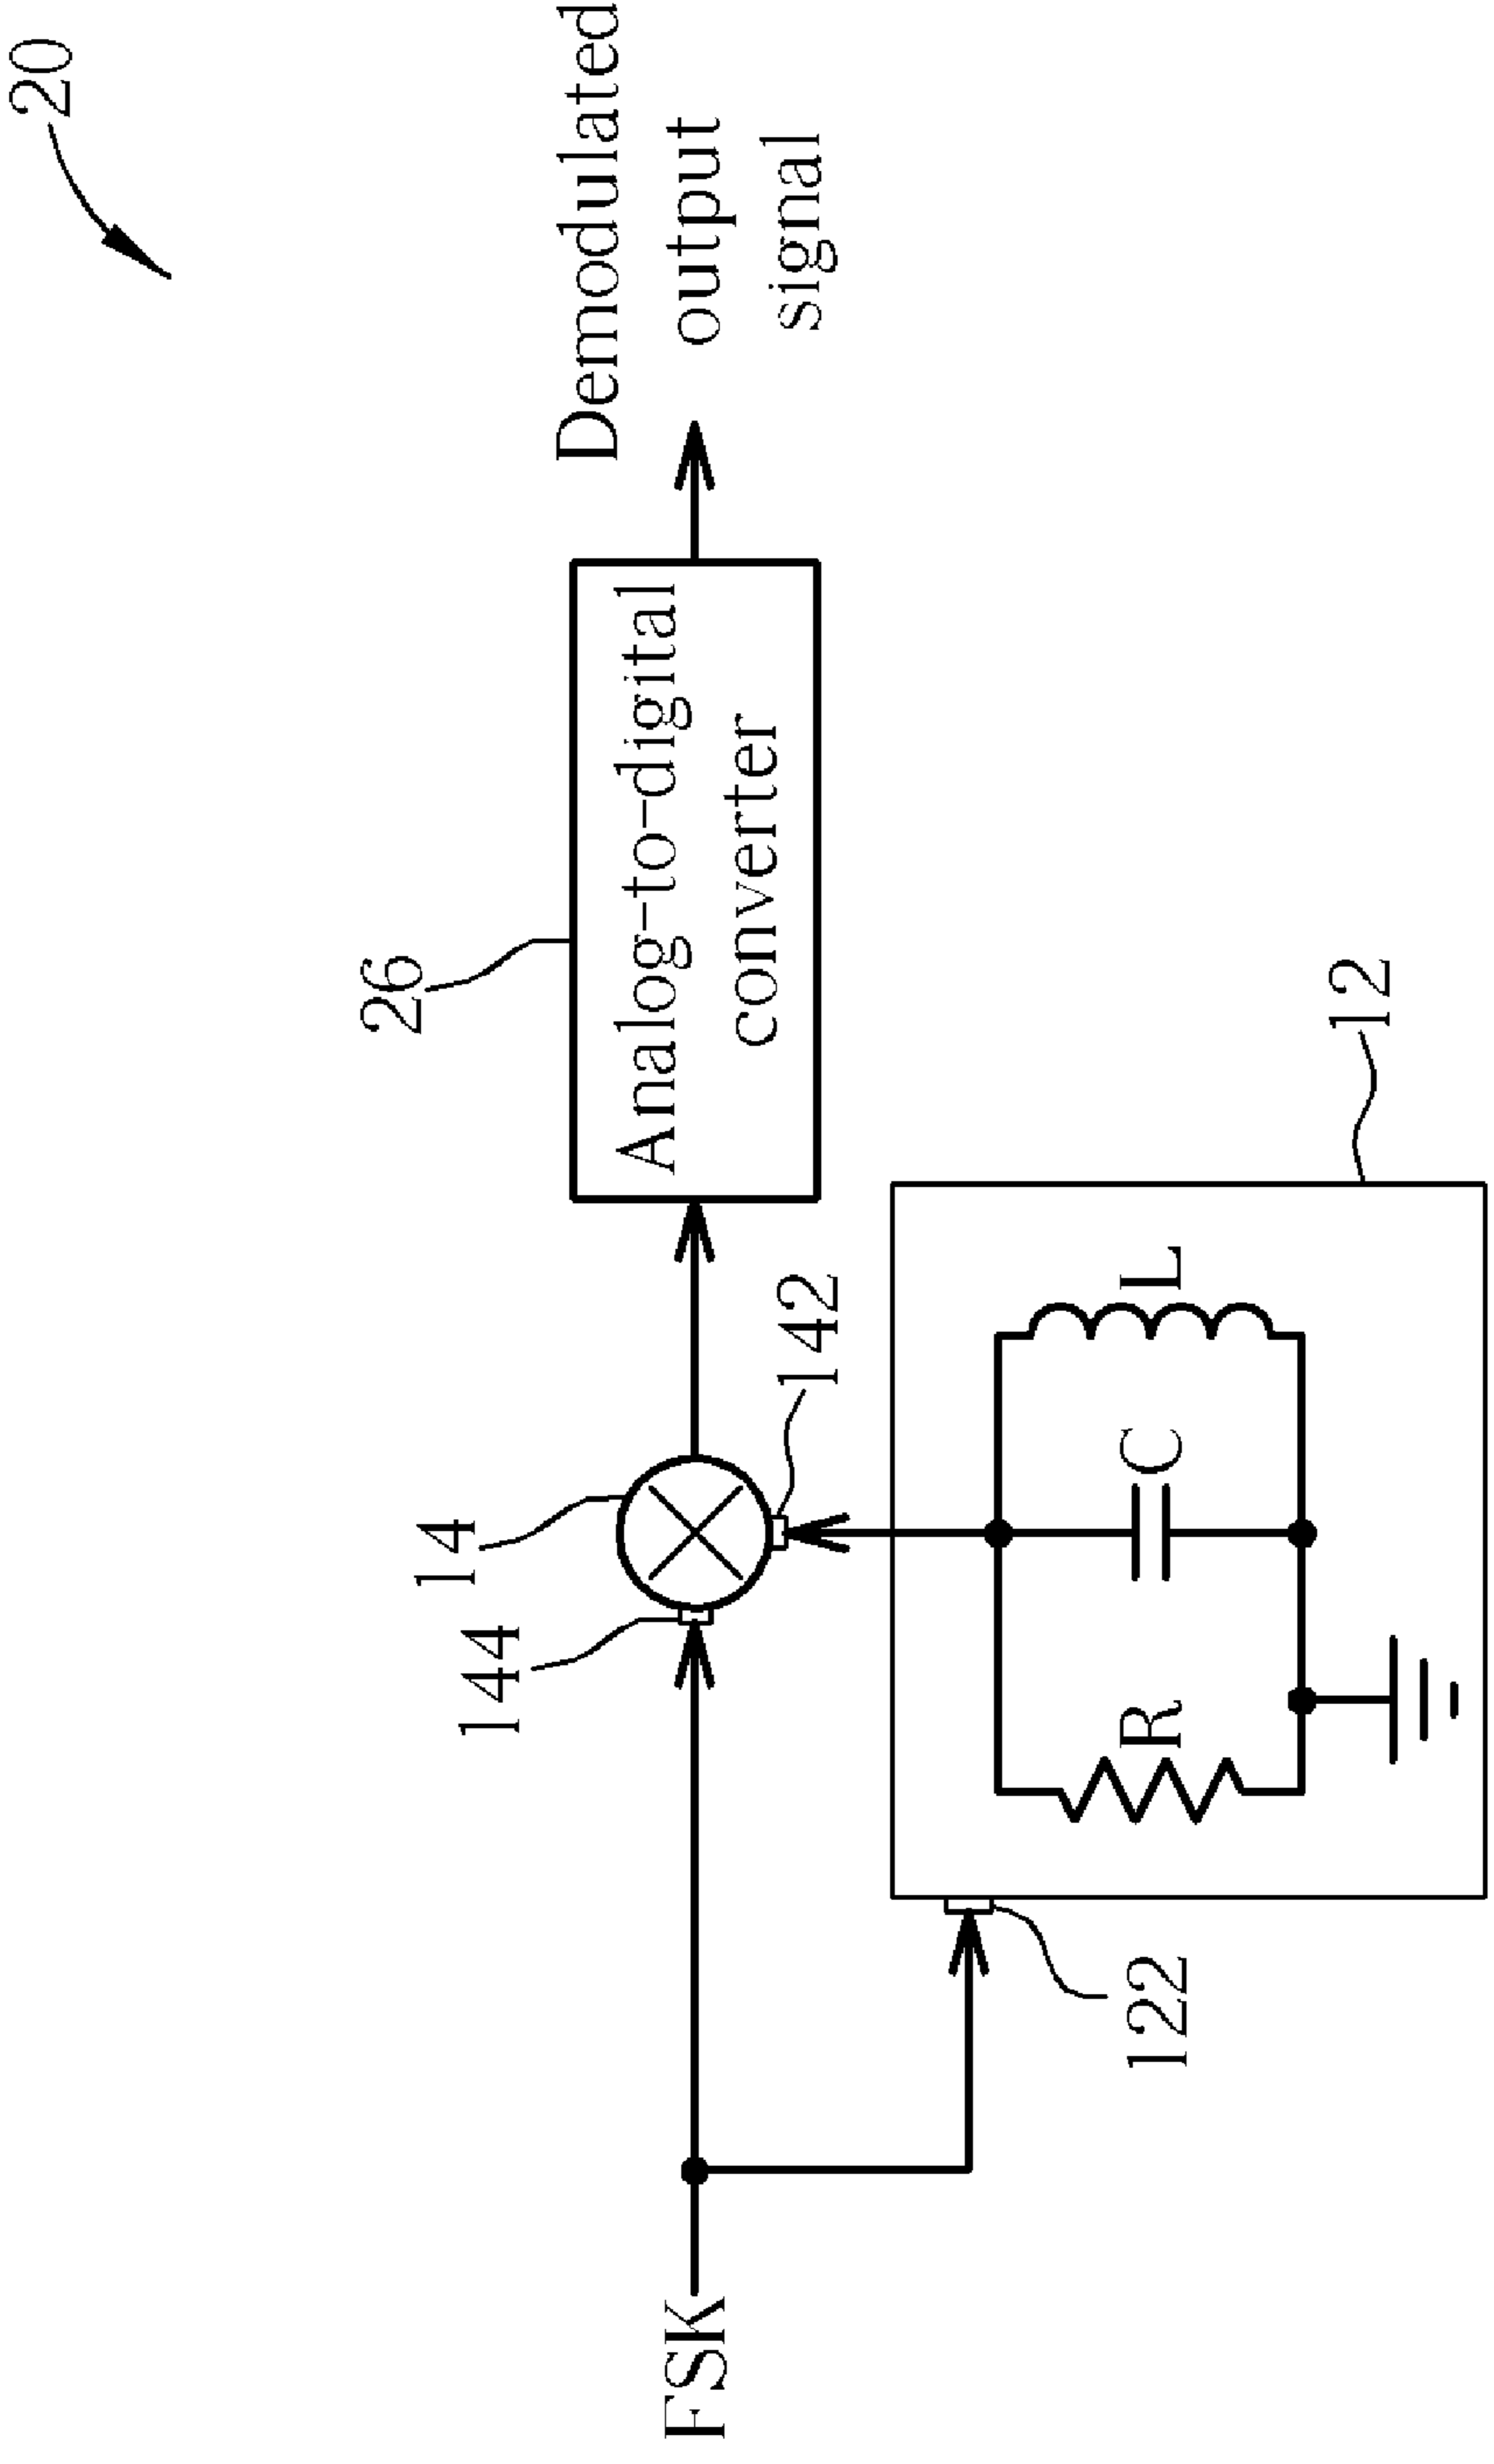 20
Demodulated
output
signal
26
Analog-to-digital
converter
14
144
142
FSK
12
122
R
C
L